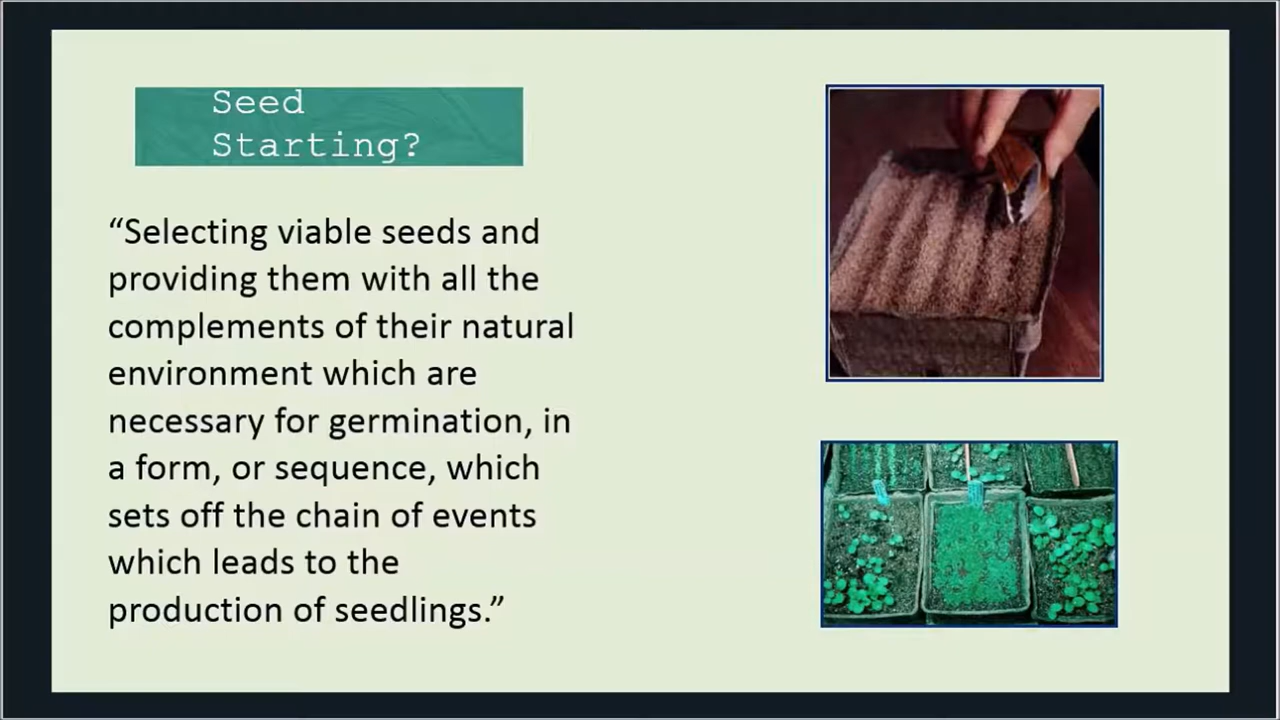 Seed
Starting?
“Selecting viable seeds and
providing them with all the
complements of their natural
environment which are
necessary for germination, in
a form, or sequence, which
sets off the chain of events
which leads to the
production of seedlings.”